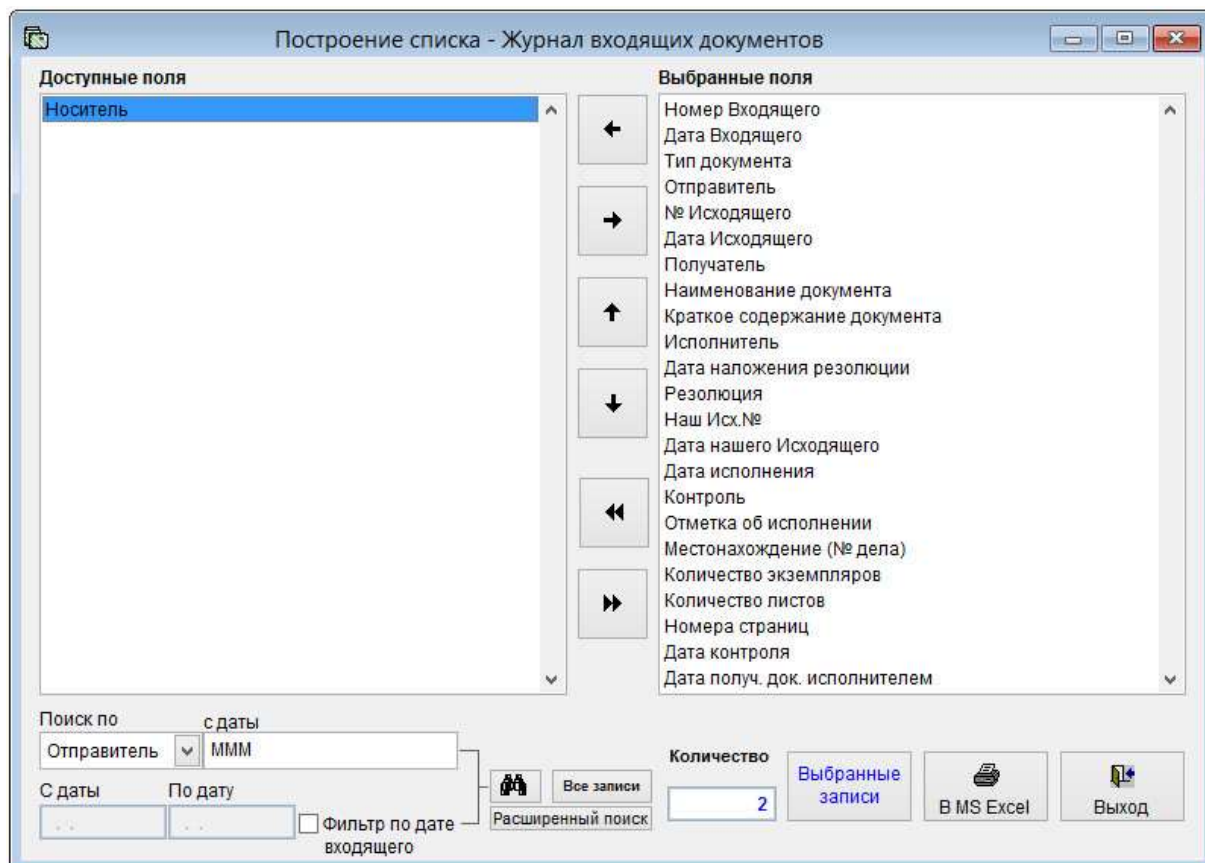 Построение списка - Журнал входящих документов
Доступные поля
Выбранные поля
Носитель
Номер Входящего
Дата Входящего
Тип документа
Отправитель
№ Исходящего
Дата Исходящего
Получатель
Наименование документа
Краткое содержание документа
Исполнитель
Дата наложения резолюции
Резолюция
Наш Исх.№
Дата нашего Исходящего
Дата исполнения
Контроль
Отметка об исполнении
Местонахождение (№ дела)
Количество экземпляров
Количество листов
Номера страниц
Дата контроля
Дата получ. док. исполнителем
Поиск по
с даты
Отправитель
МММ
С даты
По дату
. .
. .
Фильтр по дате
входящего
Все записи
Расширенный поиск
Количество
2
Выбранные
записи
В MS Excel
Выход